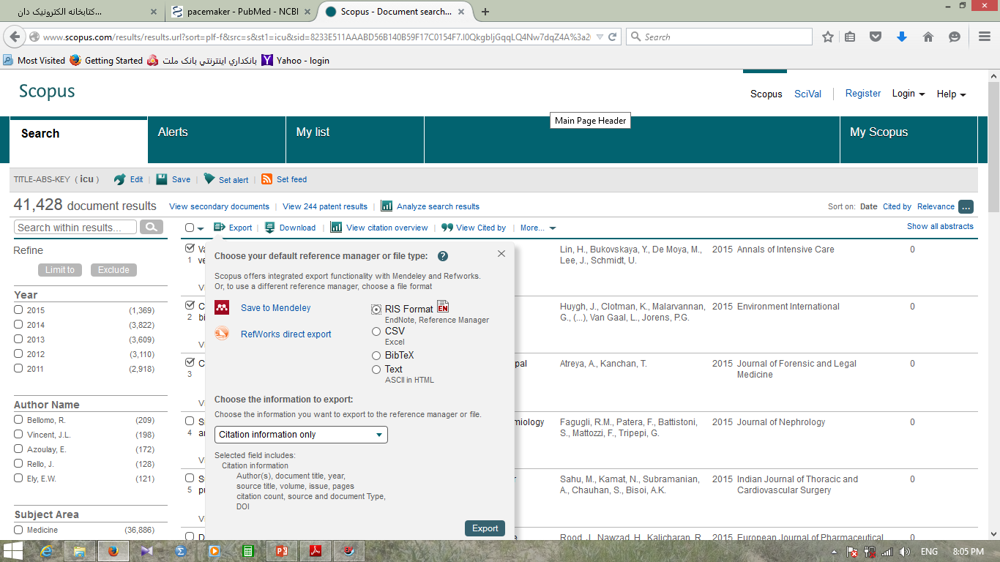 کتابخانه الکترونیک دان...
pacemaker - PubMed - NCBI
Scopus - Document search...
www.scopus.com/results/results.url?sort=plf-f&src=s&st1=icu&sid=8233E511AAABD56B140B59F17C0154F7.I0QkgbIjGqqLQ4Nw7dqZ4A%3a2
Search
Most Visited
Getting Started
بانکداري اينترنتي بانک ملت
Yahoo - login
Scopus
Scopus
SciVal
Register
Login
Help
Main Page Header
Search
Alerts
My list
My Scopus
TITLE-ABS-KEY ( icu )
Edit
Save
Set alert
Set feed
41,428 document results
View secondary documents
View 244 patent results
Analyze search results
Sort on: Date Cited by Relevance ...
Search within results...
Export
Download
View citation overview
View Cited by
More...
Show all abstracts
Refine
Limit to
Exclude
Year
2015 (1,369)
2014 (3,822)
2013 (3,609)
2012 (3,110)
2011 (2,918)
Author Name
Bellomo, R. (209)
Vincent, J.L. (198)
Azoulay, E. (172)
Rello, J. (128)
Ely, E.W. (121)
Subject Area
Medicine (36,886)
Choose your default reference manager or file type:
Scopus offers integrated export functionality with Mendeley and Refworks.
Or, to use a different reference manager, choose a file format
Save to Mendeley
RefWorks direct export
RIS Format EN
EndNote, Reference Manager
CSV
Excel
BibTeX
Text
ASCII in HTML
Choose the information to export:
Choose the information you want to export to the reference manager or file.
Citation information only
Selected field includes:
Citation information
Author(s), document title, year,
source title, volume, issue, pages
citation count, source and document Type,
DOI
Export
1
Lin, H., Bukovskaya, Y., De Moya, M.,
Lee, J., Schmidt, U.
2015 Annals of Intensive Care
0
2
Huygh, J., Clotman, K., Malarvannan,
G., (...), Van Gaal, L., Jorens, P.G.
2015 Environment International
0
3
Atreya, A., Kanchan, T.
2015 Journal of Forensic and Legal
Medicine
0
4
Fagugli, R.M., Patera, F., Battistoni,
S., Mattozzi, F., Tripepi, G.
2015 Journal of Nephrology
0
5
Sahu, M., Kamat, N., Subramanian,
A., Chauhan, S., Bisoi, A.K.
2015 Indian Journal of Thoracic and
Cardiovascular Surgery
0
Rood, J., Nawzad, H., Kalicharan, R.
2015 European Journal of Pharmaceutical
0
ENG
8:05 PM